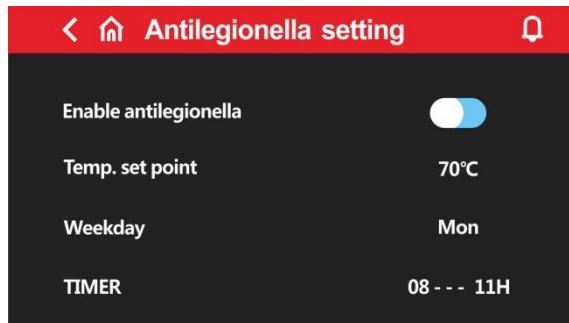 Antilegionella setting
Enable antilegionella
Temp. set point 70℃
Weekday Mon
TIMER 08 - - - 11H